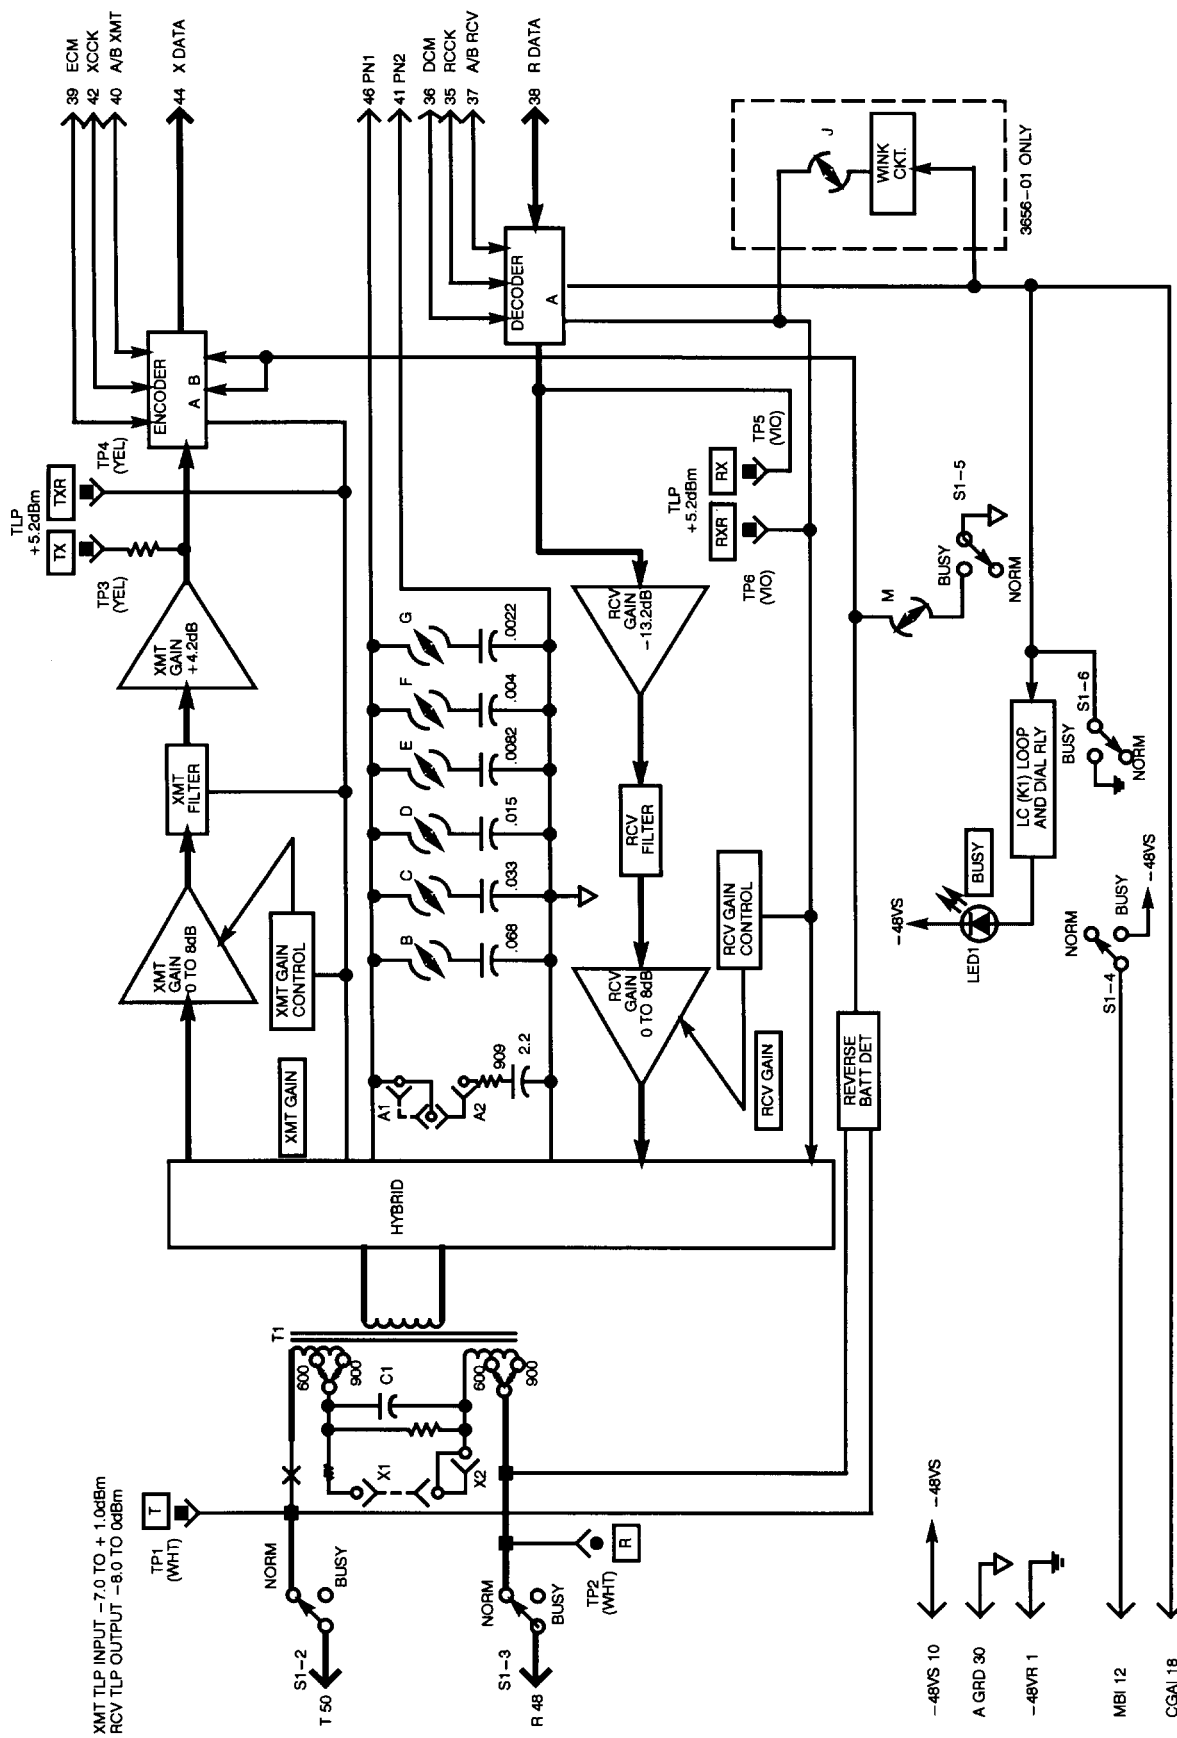 XMT TLP INPUT -7.0 TO + 1.0dBm
RCV TLP OUTPUT -8.0 TO 0dBm
T
TP1
(WHT)
NORM
BUSY
S1-2
T 50
NORM
BUSY
S1-3
R 48
TP2
(WHT)
R
X1
X2
C1
600
900
600
900
T1
HYBRID
XMT GAIN
XMT
GAIN
0 TO 8dB
XMT GAIN
CONTROL
XMT
FILTER
XMT
GAIN
+4.2dB
TLP
+5.2dBm
TX
TXR
TP3
(YEL)
TP4
(YEL)
ENCODER
A B
39 ECM
42 XCCK
40 A/B XMT
44 X DATA
46 PN1
41 PN2
36 DCM
35 RCCK
37 A/B RCV
38 R DATA
A1
A2
909
2.2
B
.068
C
.033
D
.015
E
.0082
F
.004
G
.0022
DECODER
A
RCV
GAIN
-13.2dB
RCV
FILTER
RCV
GAIN
0 TO 8dB
RCV GAIN
CONTROL
RCV GAIN
TLP
+5.2dBm
RXR
RX
TP6
(VIO)
TP5
(VIO)
J
WINK
CKT.
3656-01 ONLY
REVERSE
BATT DET
M
BUSY
NORM
S1-5
-48VS
LED1
BUSY
LC (K1) LOOP
AND DIAL RLY
BUSY
S1-6
NORM
NORM
BUSY
S1-4
-48VS
-48VS 10
-48VS
A GRD 30
-48VR 1
MBI 12
CGAI 18